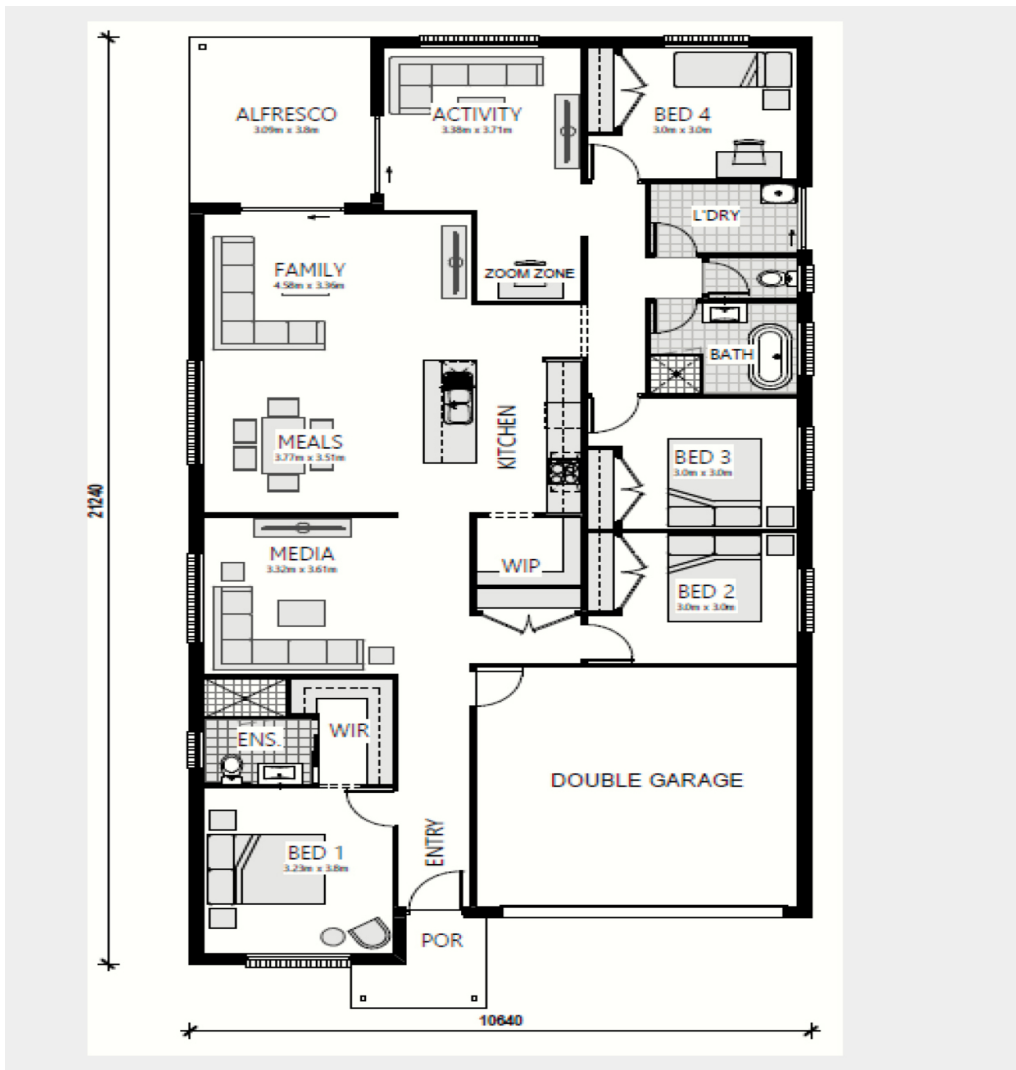 ALFRESCO
3.09m x 3.8m
ACTIVITY
3.38m x 3.71m
BED 4
3.0m x 3.0m
L'DRY
FAMILY
4.58m x 3.36m
ZOOM ZONE
BATH
MEALS
3.77m x 3.51m
KITCHEN
BED 3
3.0m x 3.0m
21240
MEDIA
3.32m x 3.61m
WIP
BED 2
3.0m x 3.0m
ENS.
WIR
DOUBLE GARAGE
BED 1
3.23m x 3.8m
ENTRY
POR
10640